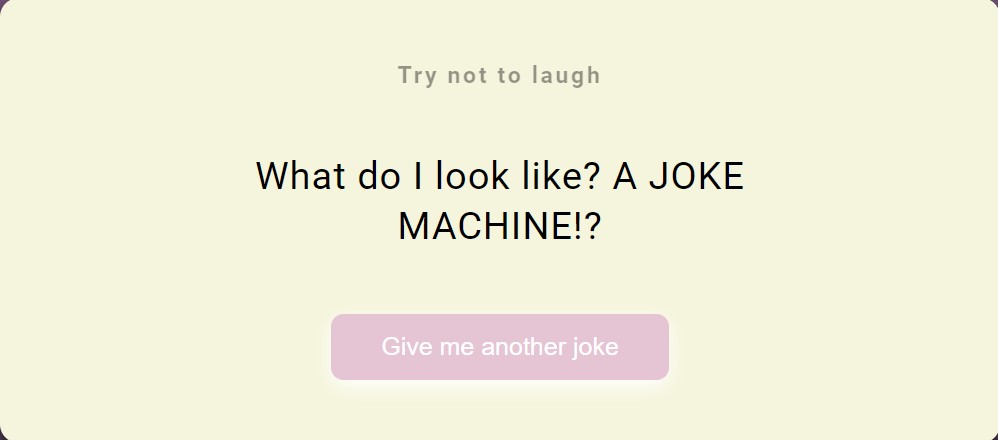 Try not to laugh
What do I look like? A JOKE
MACHINE!?
Give me another joke